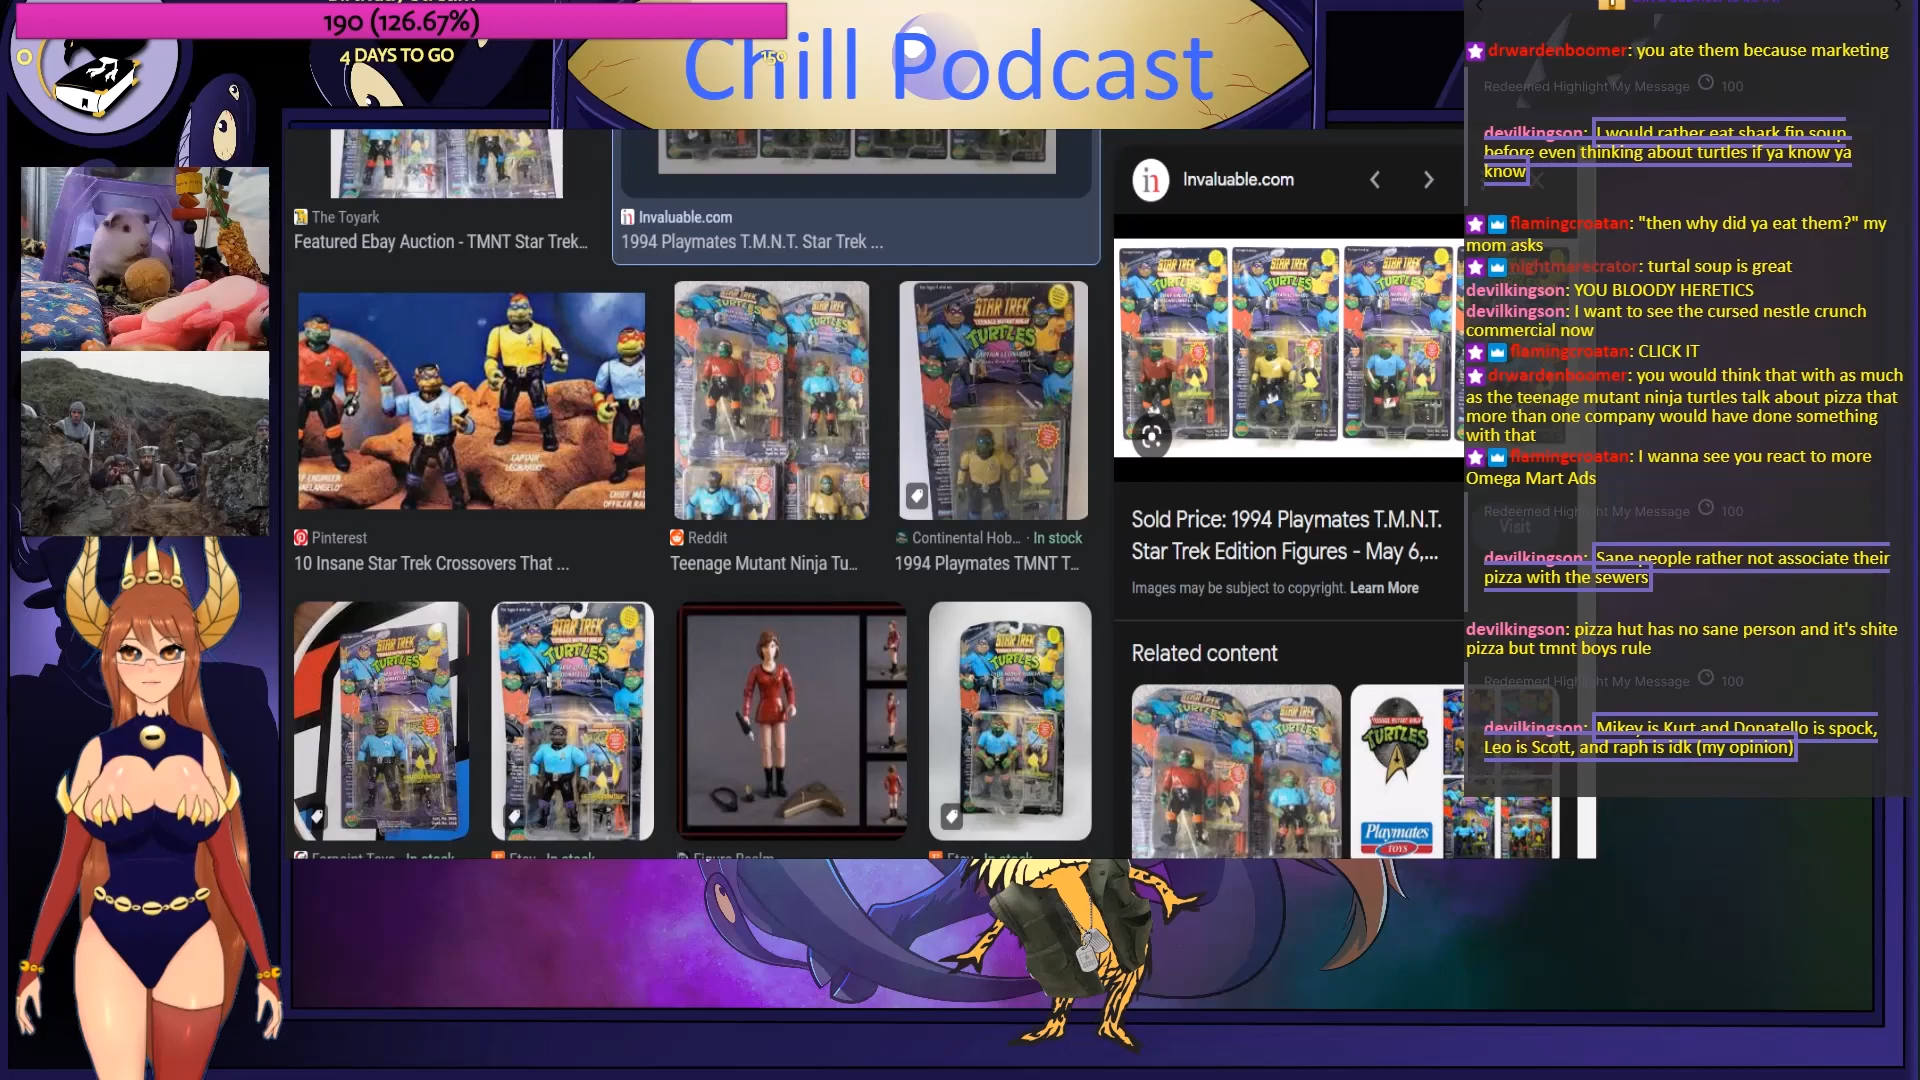 190 (126.67%)
4 DAYS TO GO
150
Chill Podcast
The Toyark
Featured Ebay Auction - TMNT Star Trek...
Invaluable.com
1994 Playmates T.M.N.T. Star Trek ...
Pinterest
10 Insane Star Trek Crossovers That ...
Reddit
Teenage Mutant Ninja Tu...
Continental Hob... · In stock
1994 Playmates TMNT T...
STAR TREK
TURTLES
CAPTAIN LEONARDO
Invaluable.com
Sold Price: 1994 Playmates T.M.N.T.
Star Trek Edition Figures - May 6,...
Images may be subject to copyright. Learn More
Related content
Visit
TURTLES
Playmates
TOYS
drwardenboomer: you ate them because marketing
Redeemed Highlight My Message 100
devilkingson: I would rather eat shark fin soup
before even thinking about turtles if ya know ya
know
flamingcroatan: "then why did ya eat them?" my
mom asks
nightmarecrator: turtal soup is great
devilkingson: YOU BLOODY HERETICS
devilkingson: I want to see the cursed nestle crunch
commercial now
flamingcroatan: CLICK IT
drwardenboomer: you would think that with as much
as the teenage mutant ninja turtles talk about pizza that
more than one company would have done something
with that
flamingcroatan: I wanna see you react to more
Omega Mart Ads
Redeemed Highlight My Message 100
devilkingson: Sane people rather not associate their
pizza with the sewers
devilkingson: pizza hut has no sane person and it's shite
pizza but tmnt boys rule
Redeemed Highlight My Message 100
devilkingson: Mikey is Kurt and Donatello is spock,
Leo is Scott, and raph is idk (my opinion)